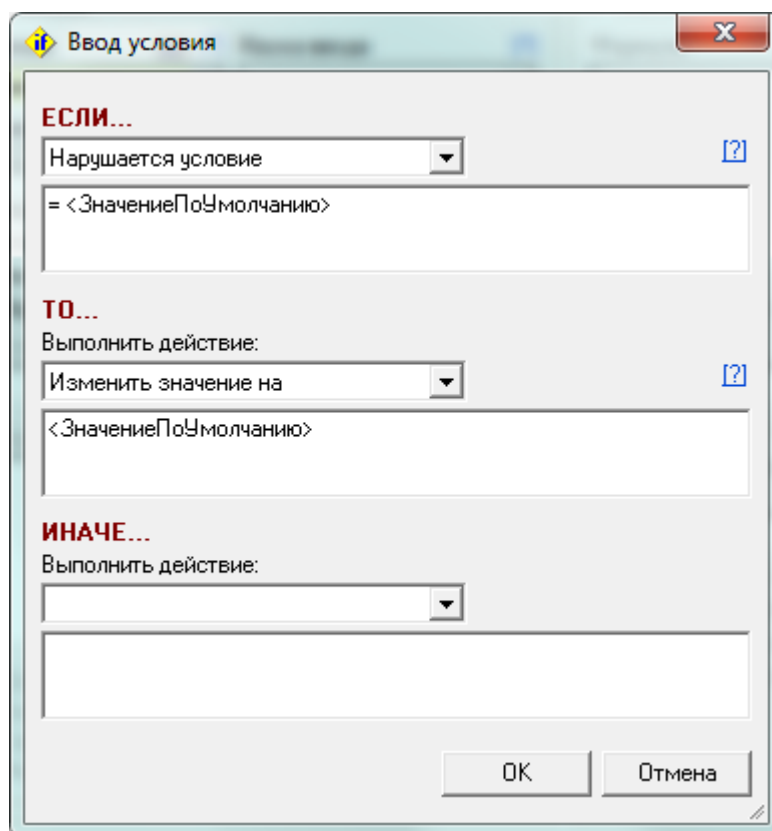 Ввод условия
ЕСЛИ...
Нарушается условие
[?]
= <ЗначениеПоУмолчанию>
ТО...
Выполнить действие:
Изменить значение на
[?]
<ЗначениеПоУмолчанию>
ИНАЧЕ...
Выполнить действие:
OK
Отмена